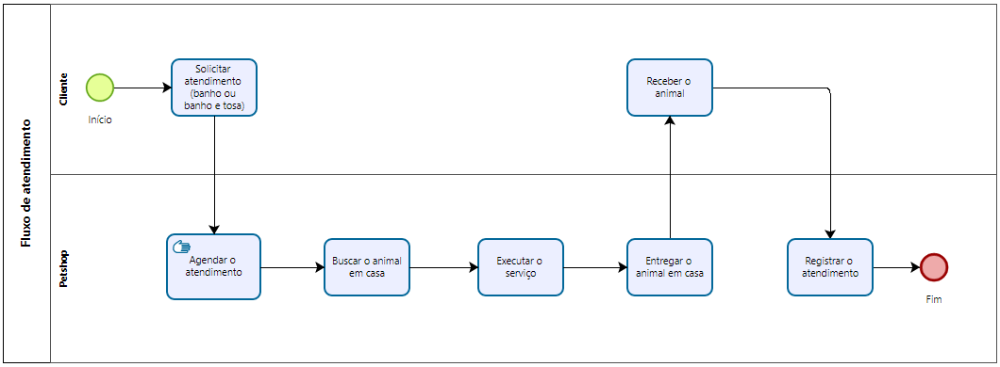 Fluxo de atendimento
Cliente
Início
Solicitar
atendimento
(banho ou
banho e tosa)
Receber o
animal
Petshop
Agendar o
atendimento
Buscar o animal
em casa
Executar o
serviço
Entregar o
animal em casa
Registrar o
atendimento
Fim